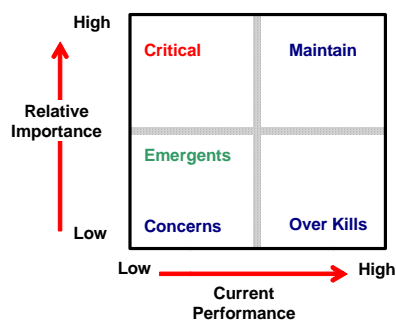 High
Critical
Maintain
Relative
Importance
Emergents
Low
Concerns
Over Kills
Low
High
Current
Performance